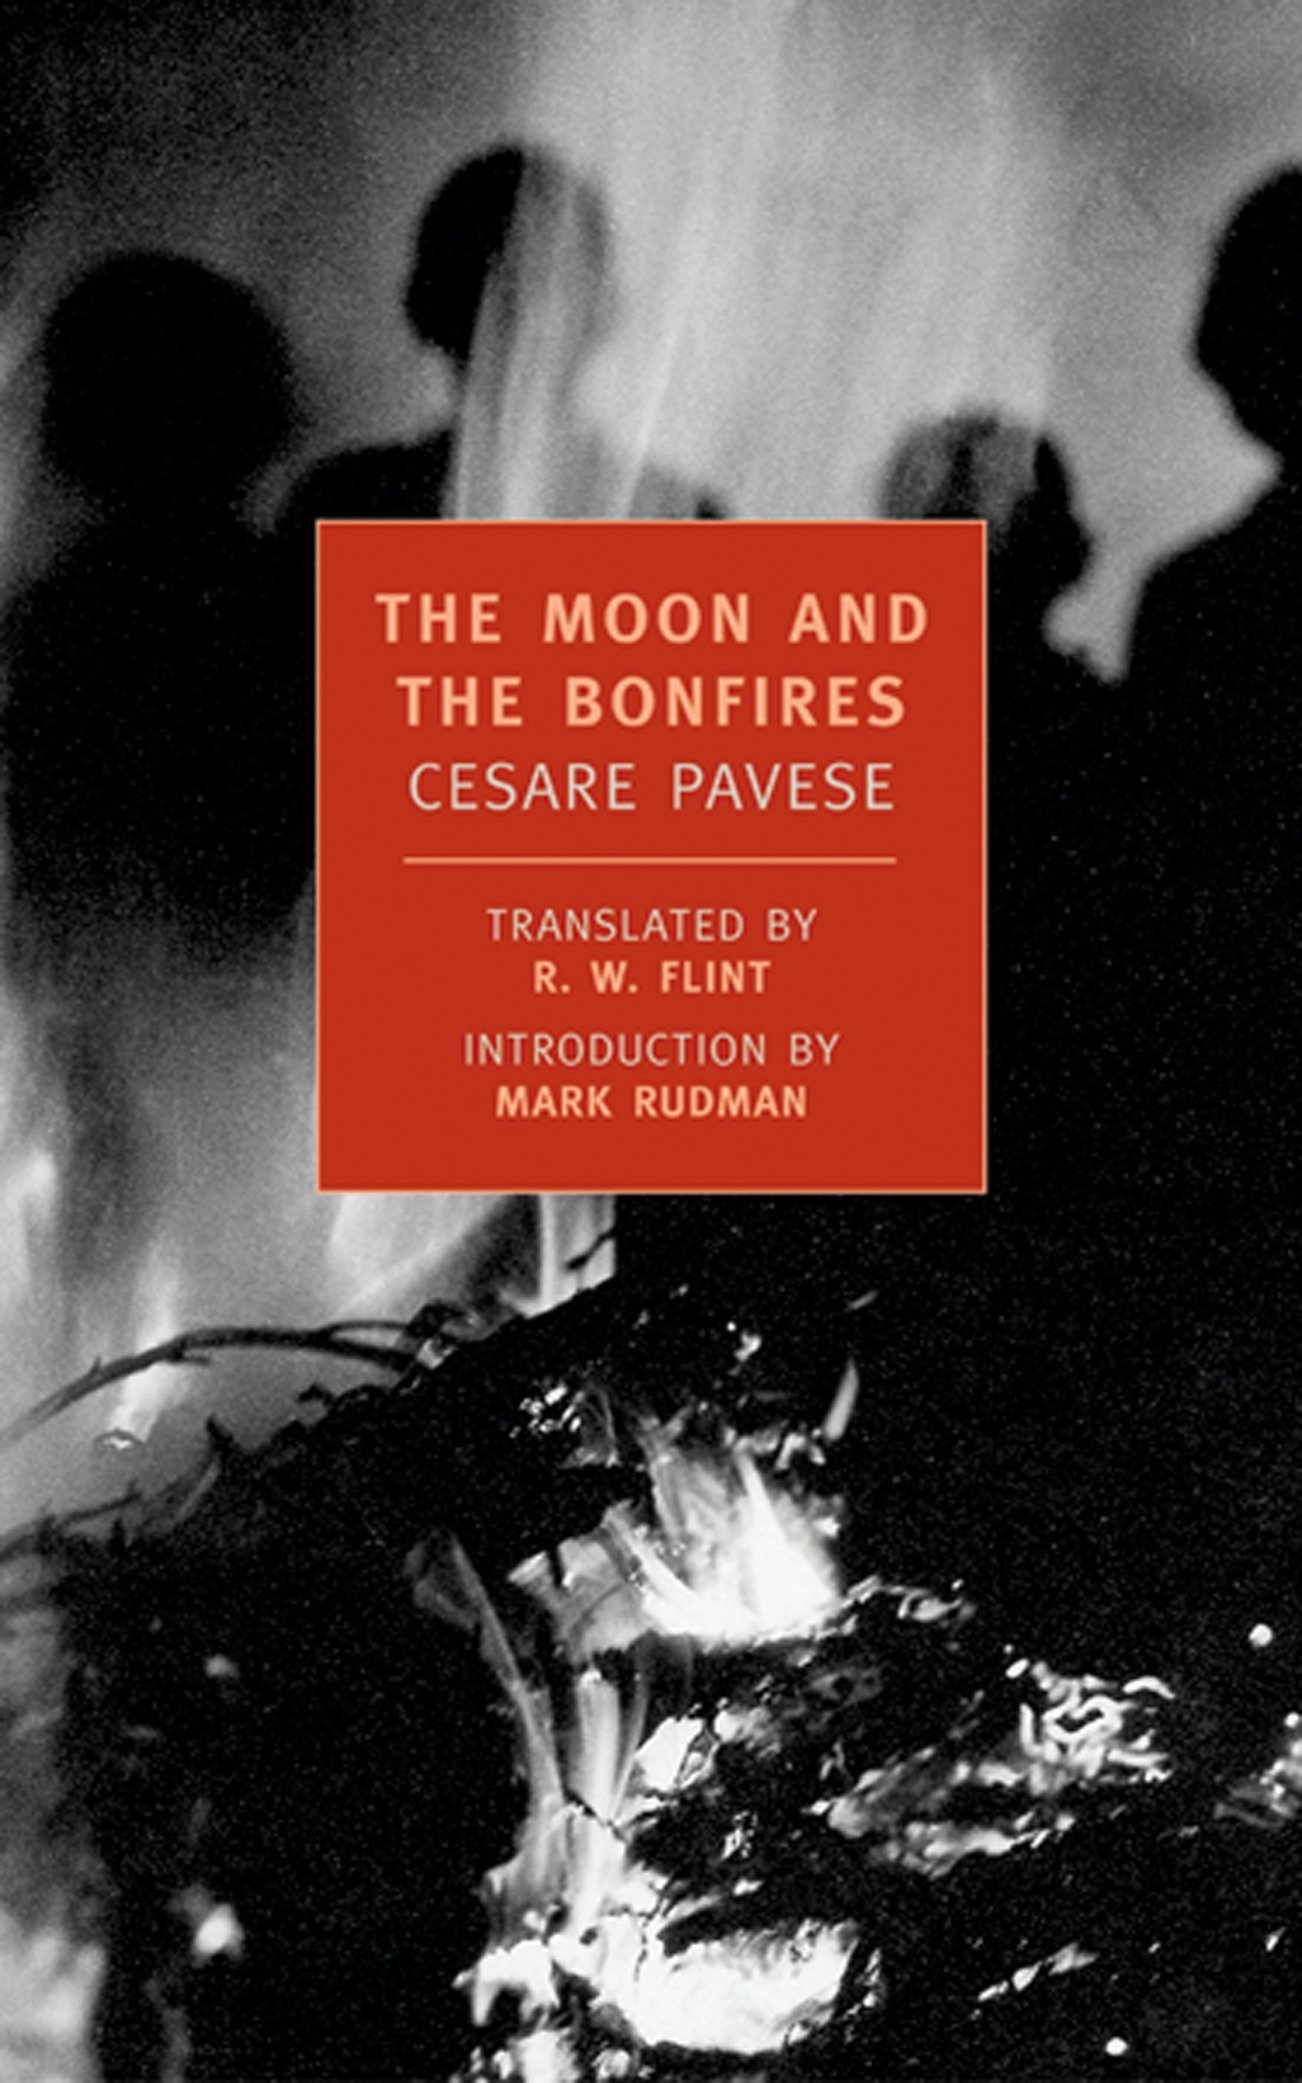 THE MOON AND
THE BONFIRES
CESARE PAVESE
TRANSLATED BY
R. W. FLINT
INTRODUCTION BY
MARK RUDMAN